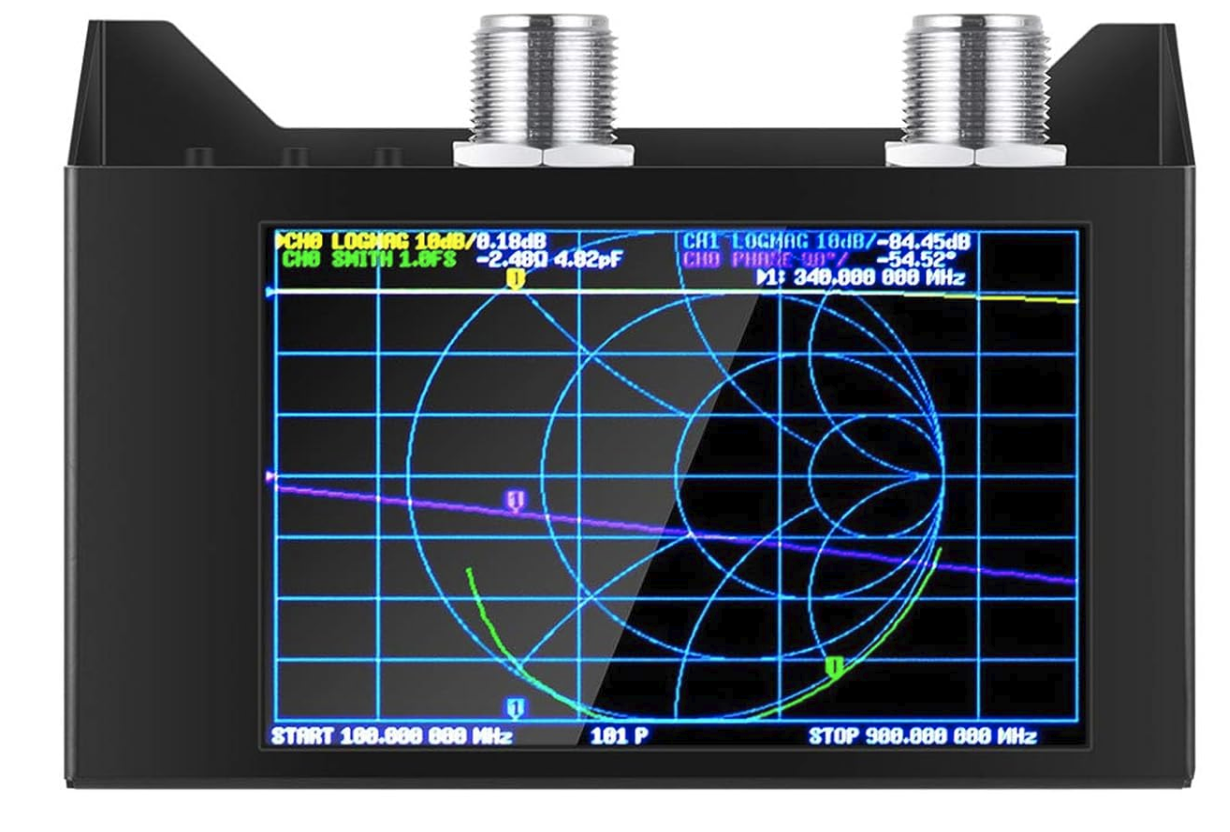 CH0 LOGMAG 10dB/0.18dB CH1 LOGMAG 10dB/-84.45dB
CH0 SMITH 1.0FS -2.48Ω 4.02pF CH0 PHASE 90°/ -54.52°
1: 340.000 000 MHz
1
1
1
1
START 100.000 000 MHz 101 P STOP 900.000 000 MHz